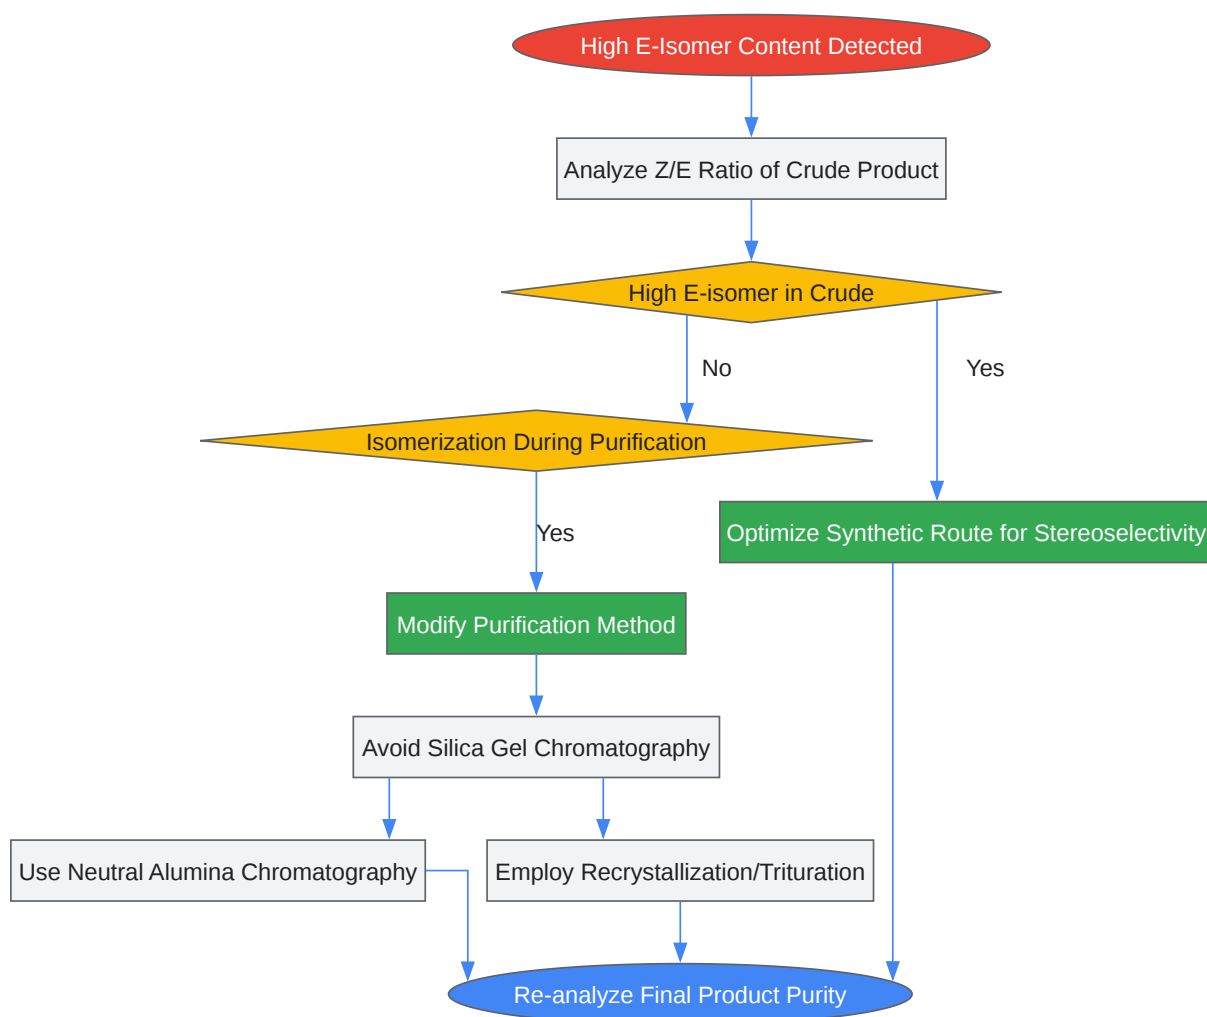 High E-Isomer Content Detected
Analyze Z/E Ratio of Crude Product
High E-isomer in Crude
No
Yes
Isomerization During Purification
Yes
Optimize Synthetic Route for Stereoselectivity
Modify Purification Method
Avoid Silica Gel Chromatography
Use Neutral Alumina Chromatography
Employ Recrystallization/Trituration
Re-analyze Final Product Purity